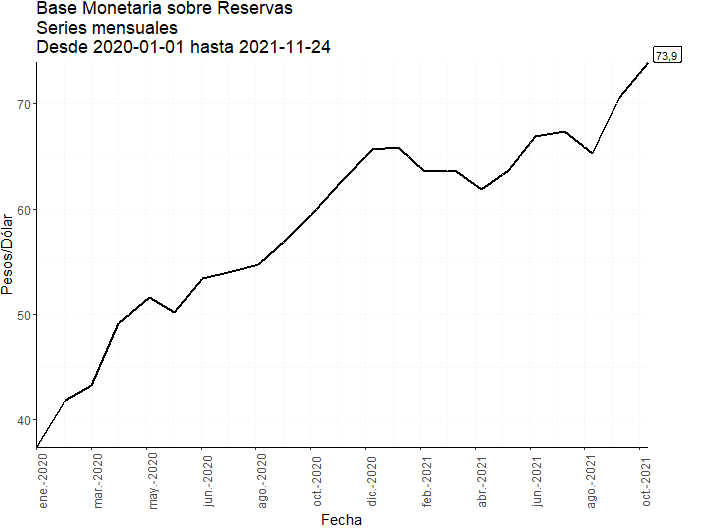 Base Monetaria sobre Reservas
Series mensuales
Desde 2020-01-01 hasta 2021-11-24
73,9
70
60
50
40
Pesos/Dólar
ene.-2020
mar.-2020
may.-2020
jun.-2020
ago.-2020
oct.-2020
dic.-2020
feb.-2021
abr.-2021
jun.-2021
ago.-2021
oct.-2021
Fecha